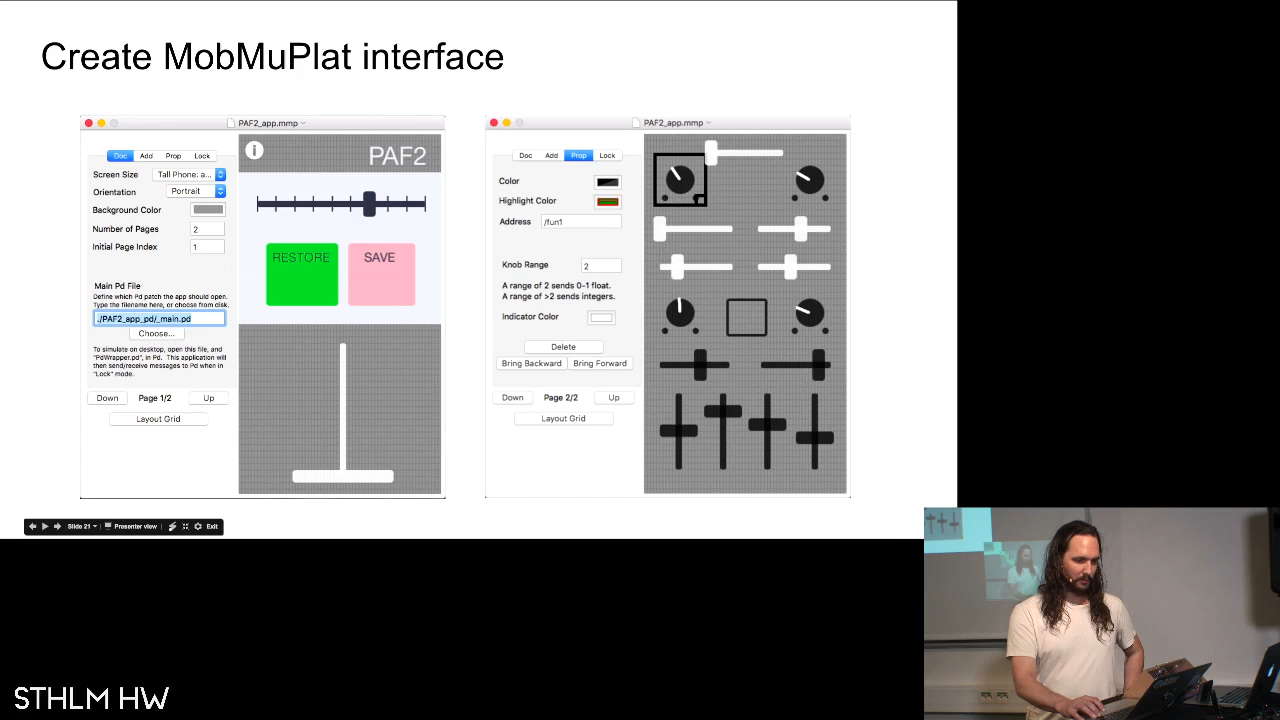 Create MobMuPlat interface
PAF2_app.mmp
Doc Add Prop Lock
Screen Size Tall Phone: a...
Orientation Portrait
Background Color
Number of Pages 2
Initial Page Index 1
Main Pd File
Define which Pd patch the app should open.
Type the filename here, or choose from disk.
./PAF2_app_pd/_main.pd
Choose...
To simulate on desktop, open this file, and
"PdWrapper.pd", in Pd. This application will
then send/receive messages to Pd when in
"Lock" mode.
Down Page 1/2 Up
Layout Grid
i PAF2
RESTORE SAVE
PAF2_app.mmp
Doc Add Prop Lock
Color
Highlight Color
Address /fun1
Knob Range 2
A range of 2 sends 0-1 float.
A range of >2 sends integers.
Indicator Color
Delete
Bring Backward Bring Forward
Down Page 2/2 Up
Layout Grid
Slide 21 Presenter view Exit
STHLM HW